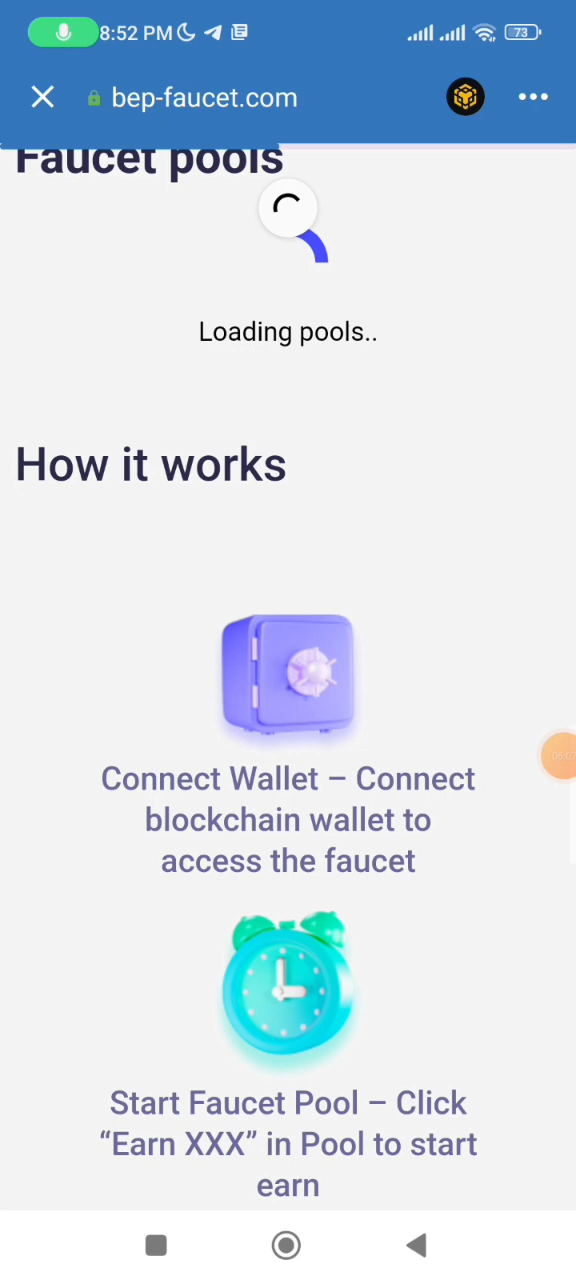 8:52 PM
73
bep-faucet.com
Faucet pools
Loading pools..
How it works
Connect Wallet – Connect
blockchain wallet to
access the faucet
Start Faucet Pool – Click
“Earn XXX” in Pool to start
earn